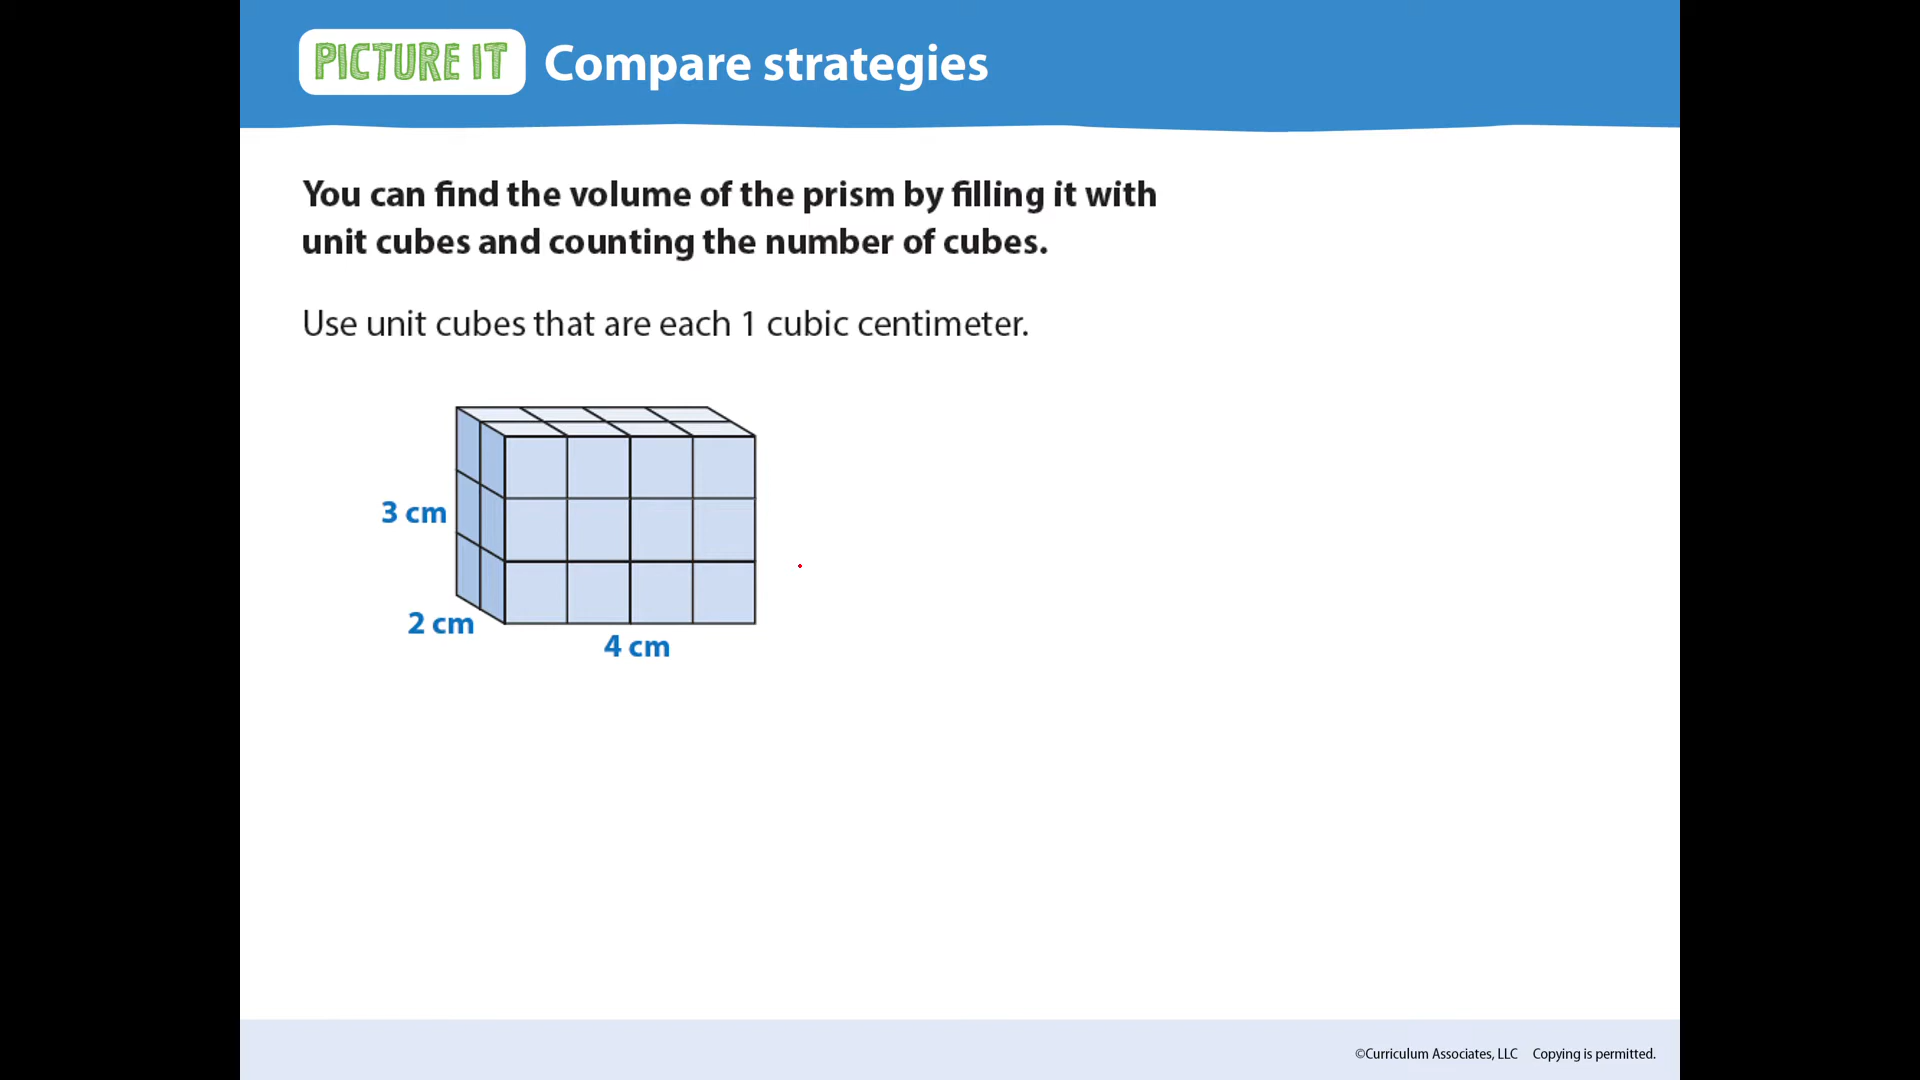 PICTURE IT Compare strategies
You can find the volume of the prism by filling it with
unit cubes and counting the number of cubes.
Use unit cubes that are each 1 cubic centimeter.
3 cm
2 cm
4 cm
©Curriculum Associates, LLC Copying is permitted.